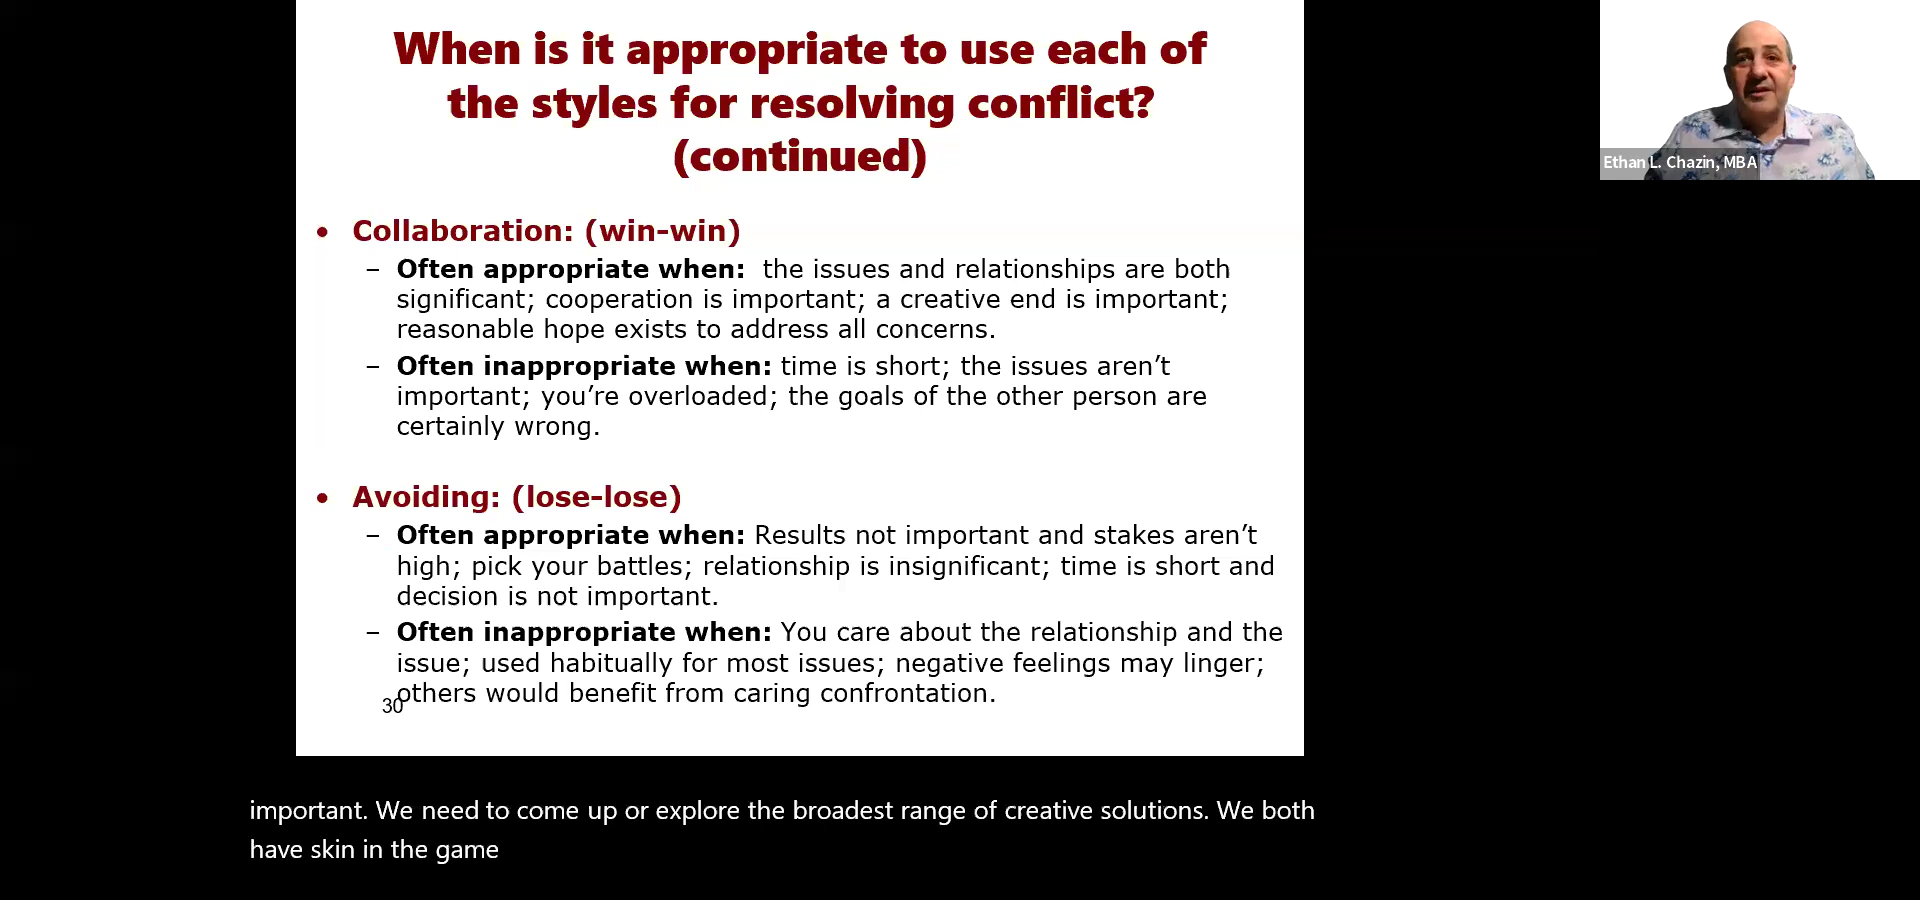 When is it appropriate to use each of
the styles for resolving conflict?
(continued)
• Collaboration: (win-win)
– Often appropriate when: the issues and relationships are both
significant; cooperation is important; a creative end is important;
reasonable hope exists to address all concerns.
– Often inappropriate when: time is short; the issues aren’t
important; you’re overloaded; the goals of the other person are
certainly wrong.
• Avoiding: (lose-lose)
– Often appropriate when: Results not important and stakes aren’t
high; pick your battles; relationship is insignificant; time is short and
decision is not important.
– Often inappropriate when: You care about the relationship and the
issue; used habitually for most issues; negative feelings may linger;
others would benefit from caring confrontation.
30
Ethan L. Chazin, MBA
important. We need to come up or explore the broadest range of creative solutions. We both
have skin in the game